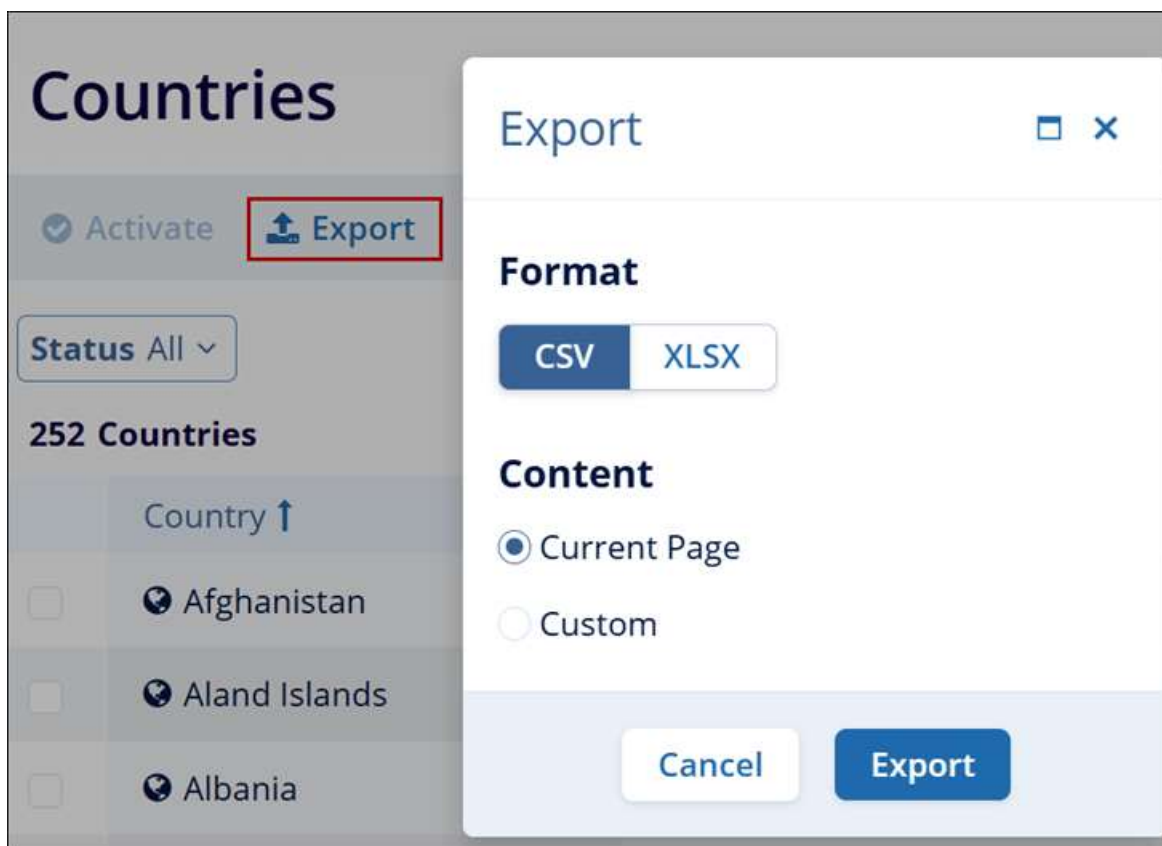 Countries
Activate Export
Status All
252 Countries
Country
Afghanistan
Aland Islands
Albania
Export
Format
CSV XLSX
Content
Current Page
Custom
Cancel Export